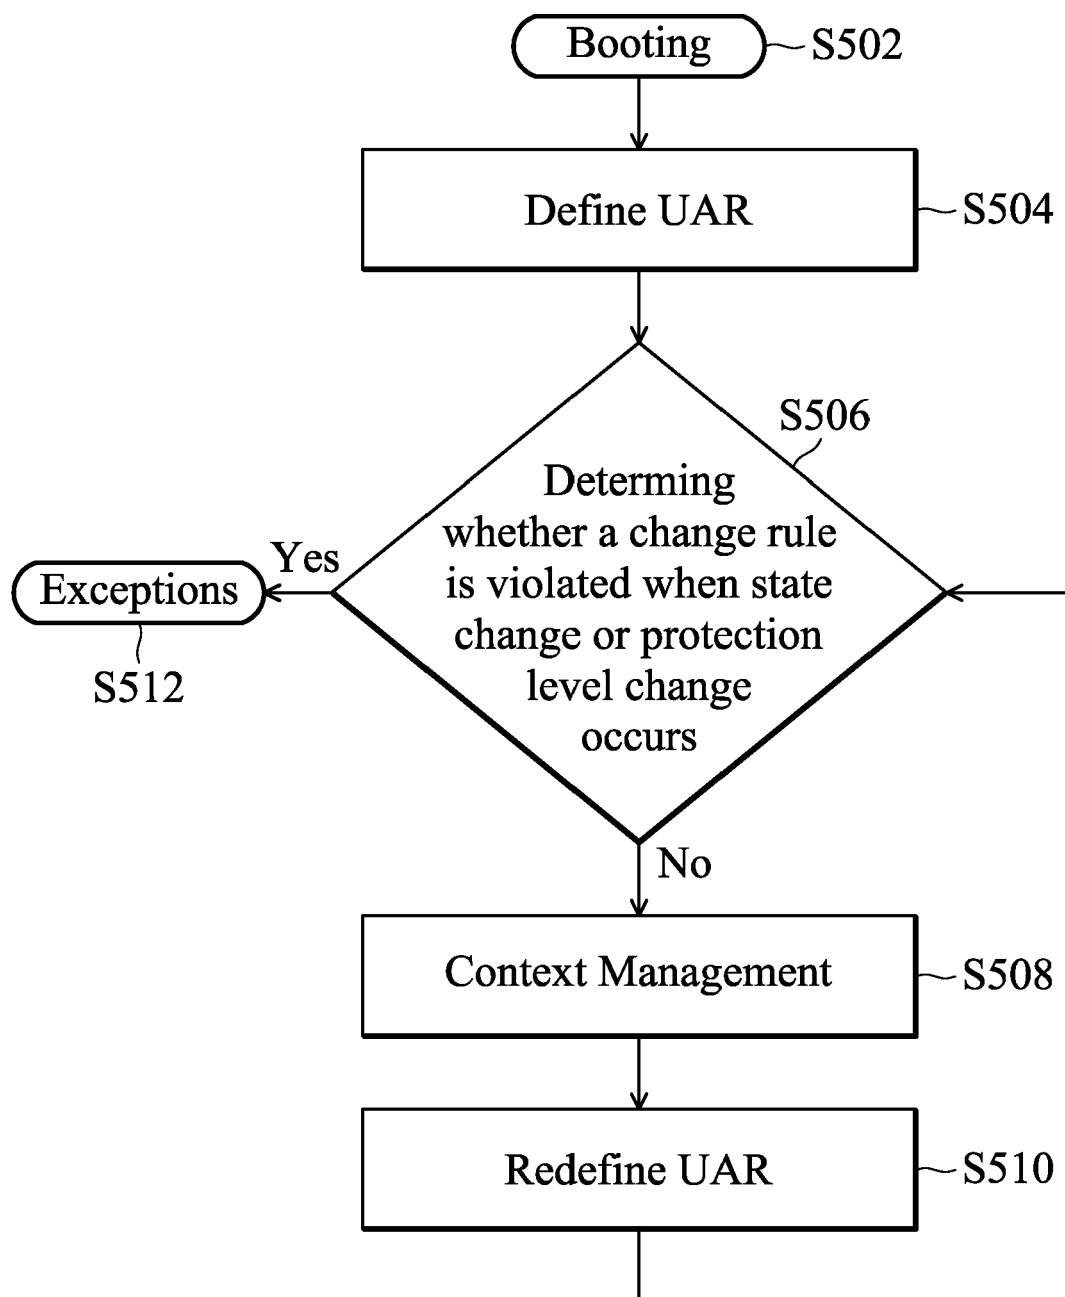 Booting
S502
Define UAR
S504
S506
Determing
whether a change rule
is violated when state
change or protection
level change
occurs
Yes
Exceptions
S512
No
Context Management
S508
Redefine UAR
S510